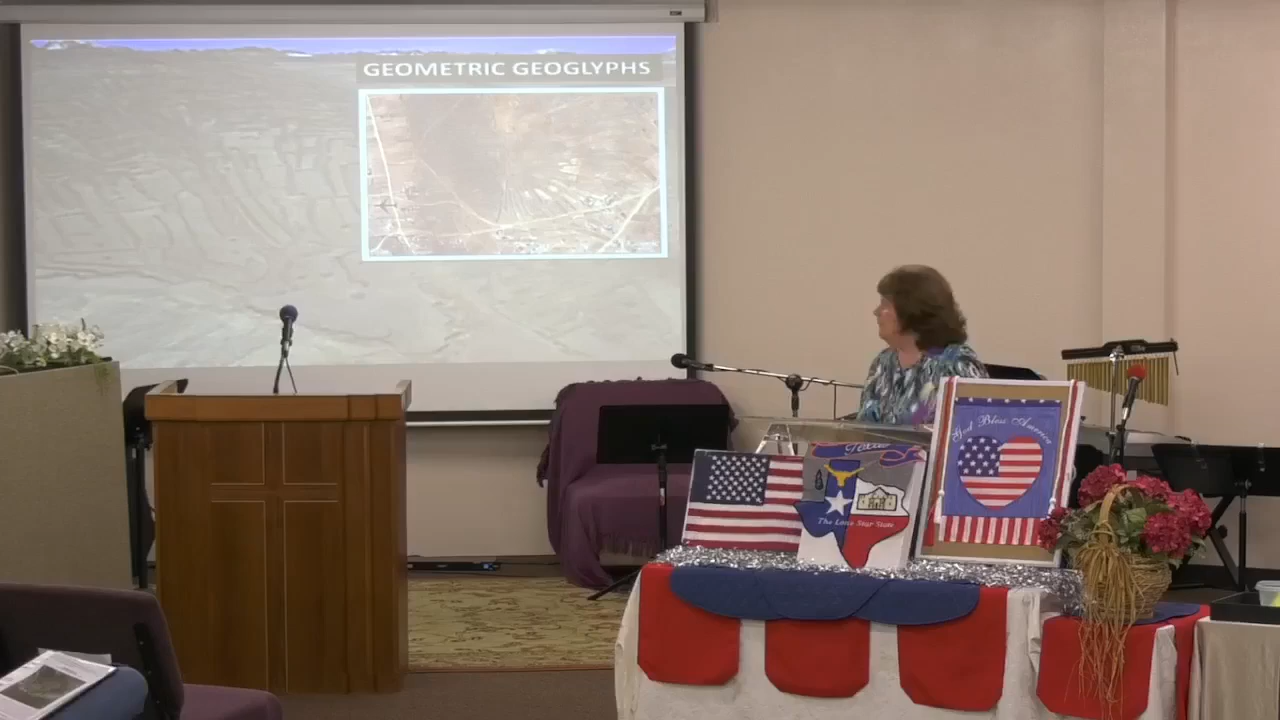 GEOMETRIC GEOGLYPHS
God Bless America
Texas
The Lone Star State